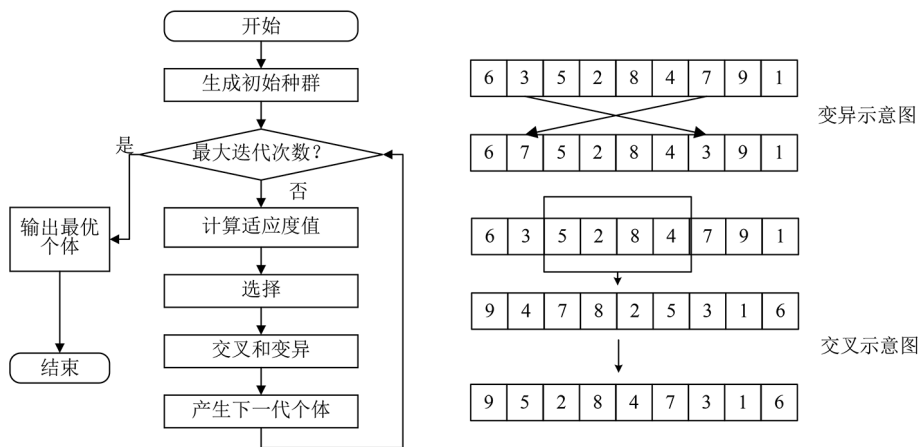 开始
生成初始种群
最大迭代次数？
是
否
计算适应度值
选择
交叉和变异
产生下一代个体
输出最优
个体
结束
6 3 5 2 8 4 7 9 1
6 7 5 2 8 4 3 9 1
变异示意图
6 3 5 2 8 4 7 9 1
9 4 7 8 2 5 3 1 6
9 5 2 8 4 7 3 1 6
交叉示意图